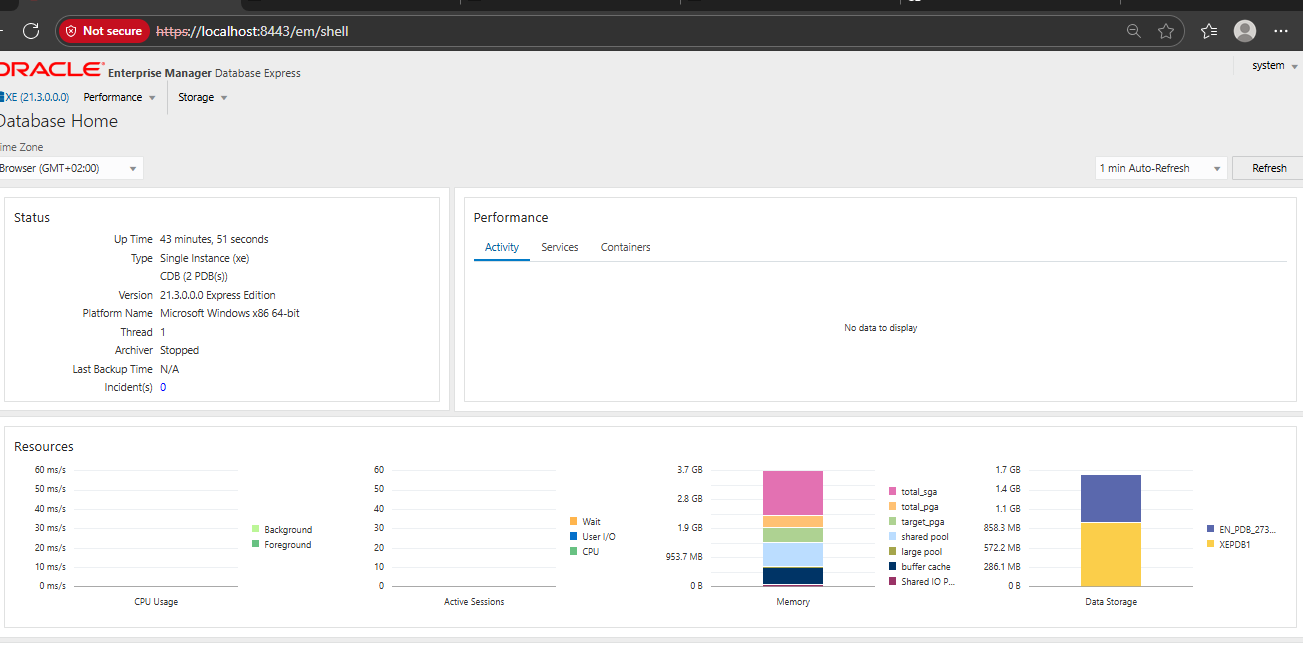 Not secure https://localhost:8443/em/shell
ORACLE Enterprise Manager Database Express
system
XE (21.3.0.0.0) Performance Storage
Database Home
ime Zone
Browser (GMT+02:00)
1 min Auto-Refresh Refresh
Status
Up Time 43 minutes, 51 seconds
Type Single Instance (xe)
CDB (2 PDB(s))
Version 21.3.0.0.0 Express Edition
Platform Name Microsoft Windows x86 64-bit
Thread 1
Archiver Stopped
Last Backup Time N/A
Incident(s) 0
Performance
Activity Services Containers
No data to display
Resources
60 ms/s
50 ms/s
40 ms/s
30 ms/s
20 ms/s
10 ms/s
0 ms/s
Background
Foreground
CPU Usage
60
50
40
30
20
10
0
Wait
User I/O
CPU
Active Sessions
3.7 GB
2.8 GB
1.9 GB
953.7 MB
0 B
total_sga
total_pga
target_pga
shared pool
large pool
buffer cache
Shared IO P...
Memory
1.7 GB
1.4 GB
1.1 GB
858.3 MB
572.2 MB
286.1 MB
0 B
EN_PDB_273...
XEPDB1
Data Storage